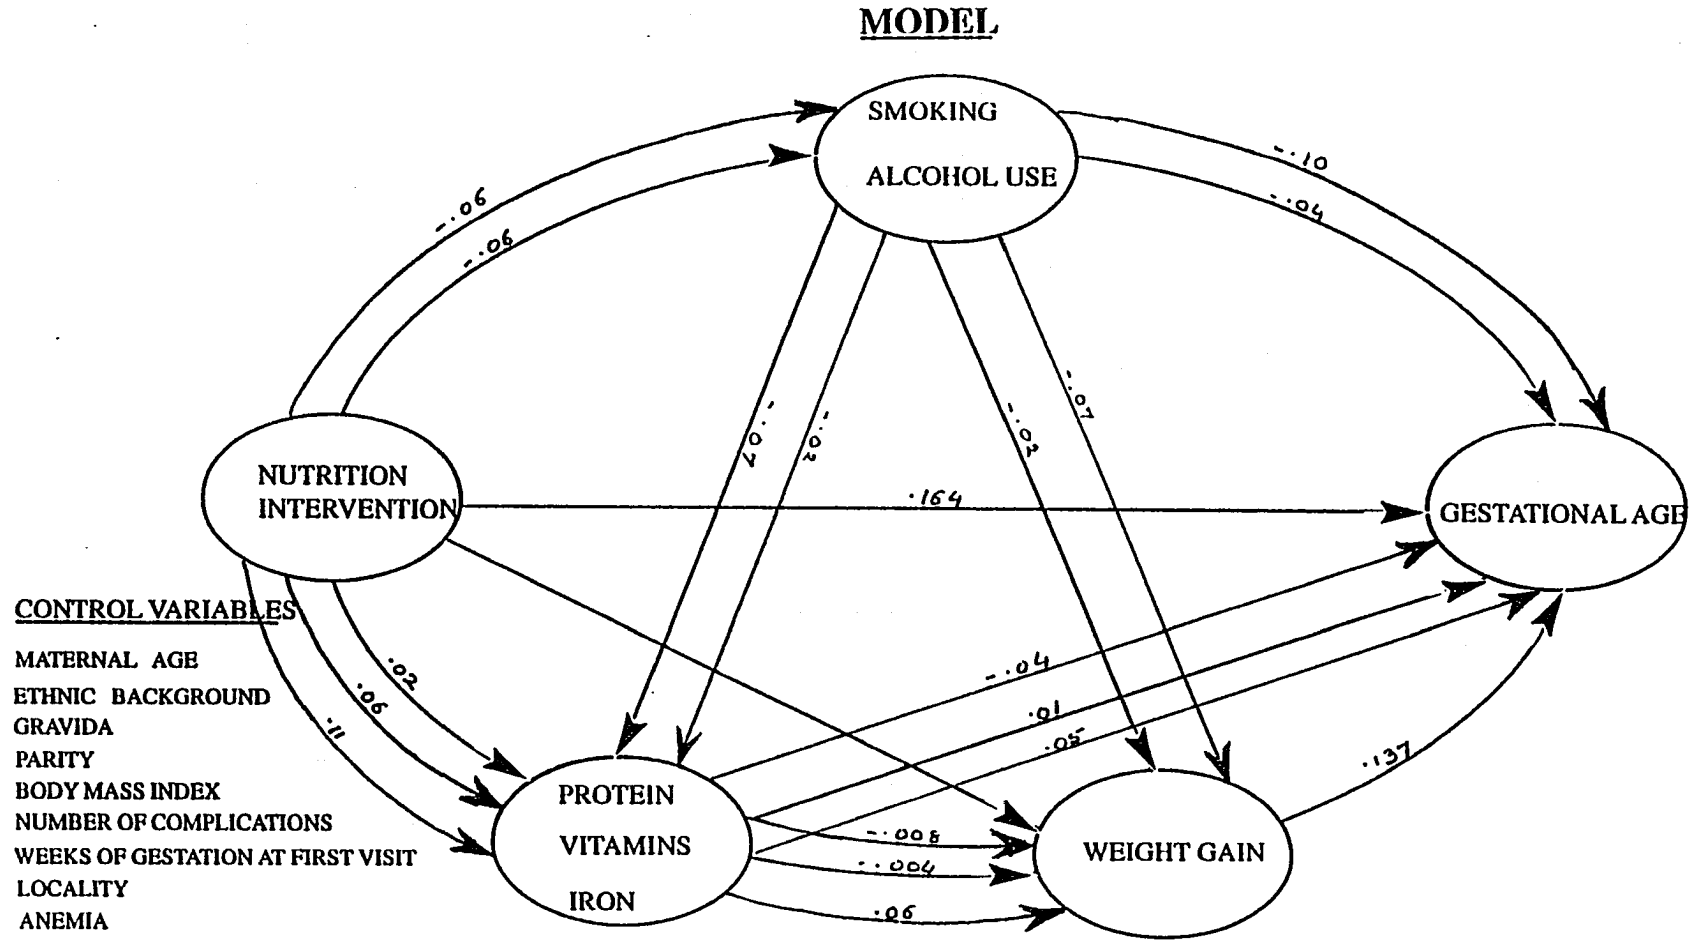 MODEL
SMOKING
ALCOHOL USE
-.10
-.04
-.06
-.06
-.07
-.02
-.02
-.07
NUTRITION
INTERVENTION
.164
GESTATIONAL AGE
CONTROL VARIABLES
MATERNAL AGE
ETHNIC BACKGROUND
GRAVIDA
PARITY
BODY MASS INDEX
NUMBER OF COMPLICATIONS
WEEKS OF GESTATION AT FIRST VISIT
LOCALITY
ANEMIA
.02
.06
.11
-.04
.01
.05
.137
PROTEIN
VITAMINS
IRON
-.008
-.004
.06
WEIGHT GAIN